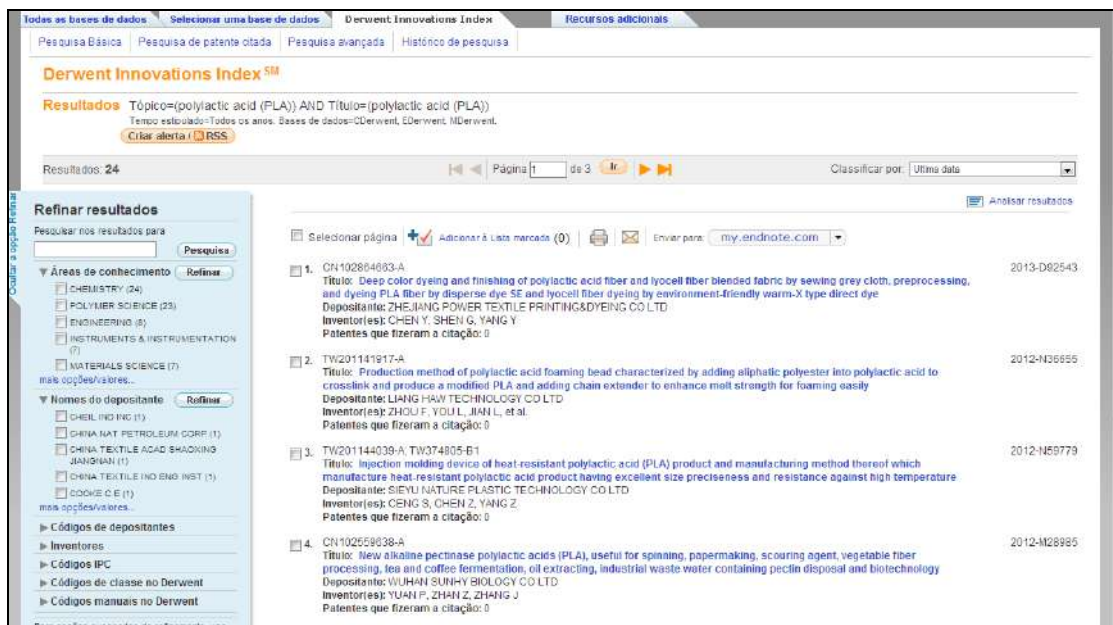 Todas as bases de dados Selecionar uma base de dados Derwent Innovations Index Recursos adicionais
Pesquisa Básica Pesquisa de patente citada Pesquisa avançada Histórico de pesquisa
Derwent Innovations Index SM
Resultados Tópico=(polylactic acid (PLA)) AND Título=(polylactic acid (PLA))
Tempo estipulado=Todos os anos. Bases de dados=CDerwent, EDerwent, MDerwent.
Criar alerta / RSS
Resultados: 24 Página 1 de 3 Ir Classificar por: Ultima data
Ocultar a opção Refinar
Analisar resultados
Refinar resultados
Pesquisar nos resultados para
Pesquisa
Áreas de conhecimento Refinar
CHEMISTRY (24)
POLYMER SCIENCE (23)
ENGINEERING (8)
INSTRUMENTS & INSTRUMENTATION
(7)
MATERIALS SCIENCE (7)
mais opções/valores...
Nomes do depositante Refinar
CHEIL IND INC (1)
CHINA NAT PETROLEUM CORP (1)
CHINA TEXTILE ACAD SHAOXING
JIANGNAN (1)
CHINA TEXTILE IND ENG INST (1)
COOKE C E (1)
mais opções/valores...
Códigos de depositantes
Inventores
Códigos IPC
Códigos de classe no Derwent
Códigos manuais no Derwent
Selecionar página Adicionar à Lista marcada (0) Enviar para: my.endnote.com
1. CN102864663-A 2013-D92543
Título: Deep color dyeing and finishing of polylactic acid fiber and lyocell fiber blended fabric by sewing grey cloth, preprocessing,
and dyeing PLA fiber by disperse dye SE and lyocell fiber dyeing by environment-friendly warm-X type direct dye
Depositante: ZHEJIANG POWER TEXTILE PRINTING&DYEING CO LTD
Inventor(es): CHEN Y, SHEN G, YANG Y
Patentes que fizeram a citação: 0
2. TW201141917-A 2012-N36655
Título: Production method of polylactic acid foaming bead characterized by adding aliphatic polyester into polylactic acid to
crosslink and produce a modified PLA and adding chain extender to enhance melt strength for foaming easily
Depositante: LIANG HAW TECHNOLOGY CO LTD
Inventor(es): ZHOU F, YOU L, JIAN L, et al.
Patentes que fizeram a citação: 0
3. TW201144039-A; TW374805-B1 2012-N59779
Título: Injection molding device of heat-resistant polylactic acid (PLA) product and manufacturing method thereof which
manufacture heat-resistant polylactic acid product having excellent size preciseness and resistance against high temperature
Depositante: SIEYU NATURE PLASTIC TECHNOLOGY CO LTD
Inventor(es): CENG S, CHEN Z, YANG Z
Patentes que fizeram a citação: 0
4. CN102559638-A 2012-M28985
Título: New alkaline pectinase polylactic acids (PLA), useful for spinning, papermaking, scouring agent, vegetable fiber
processing, tea and coffee fermentation, oil extracting, industrial waste water containing pectin disposal and biotechnology
Depositante: WUHAN SUNHY BIOLOGY CO LTD
Inventor(es): YUAN P, ZHAN Z, ZHANG J
Patentes que fizeram a citação: 0